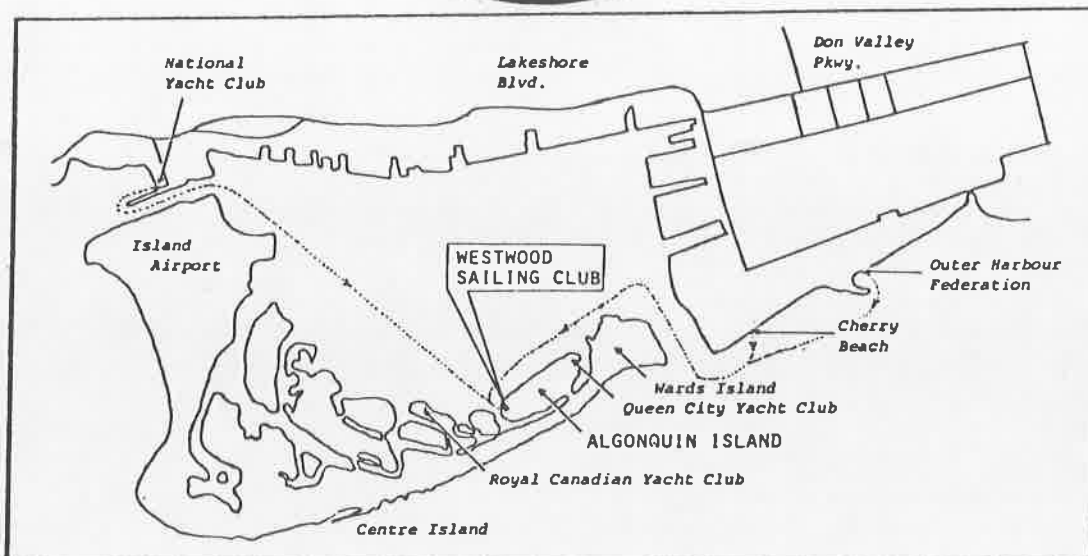 National
Yacht Club
Lakeshore
Blvd.
Don Valley
Pkwy.
Island
Airport
WESTWOOD
SAILING CLUB
Outer Harbour
Federation
Cherry
Beach
Wards Island
Queen City Yacht Club
ALGONQUIN ISLAND
Royal Canadian Yacht Club
Centre Island